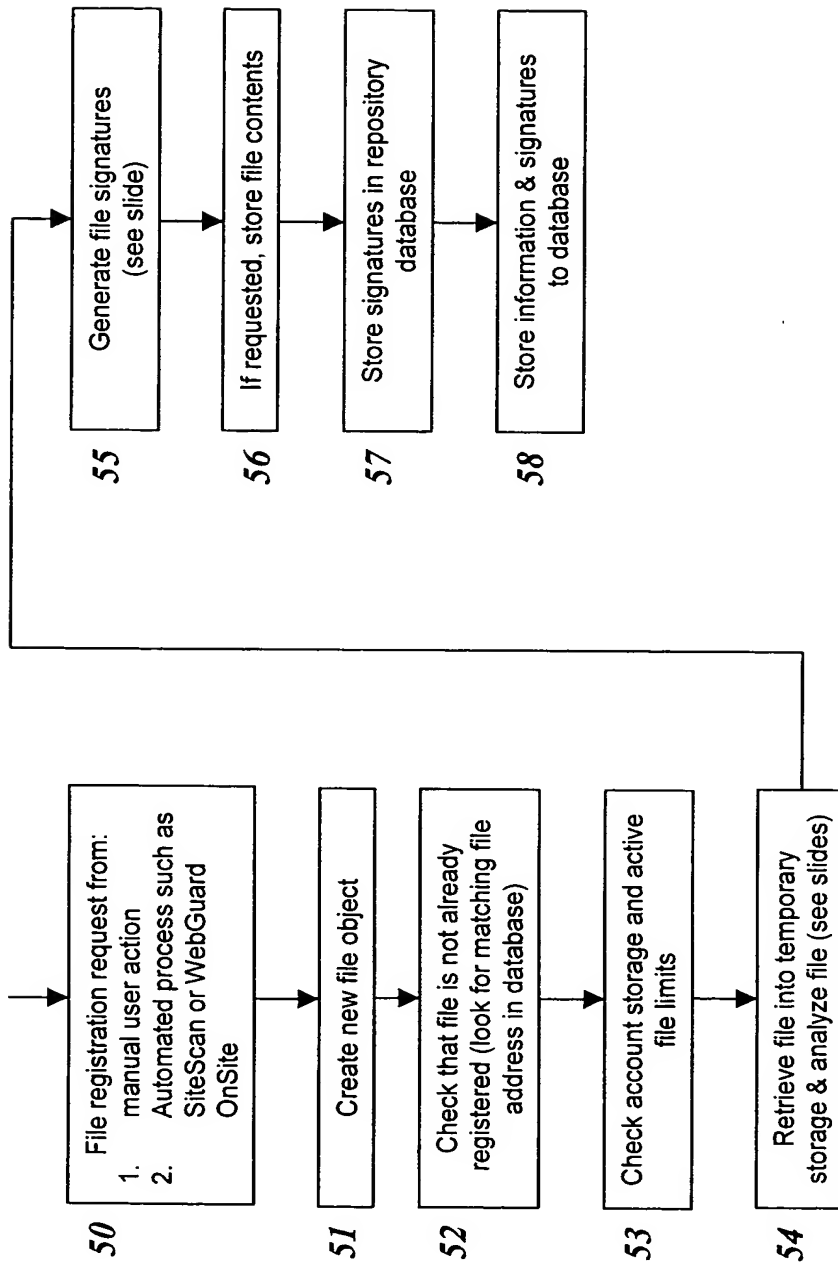 50
File registration request from:
1. manual user action
2. Automated process such as
SiteScan or WebGuard
OnSite
51
Create new file object
52
Check that file is not already
registered (look for matching file
address in database)
53
Check account storage and active
file limits
54
Retrieve file into temporary
storage & analyze file (see slides)
55
Generate file signatures
(see slide)
56
If requested, store file contents
57
Store signatures in repository
database
58
Store information & signatures
to database